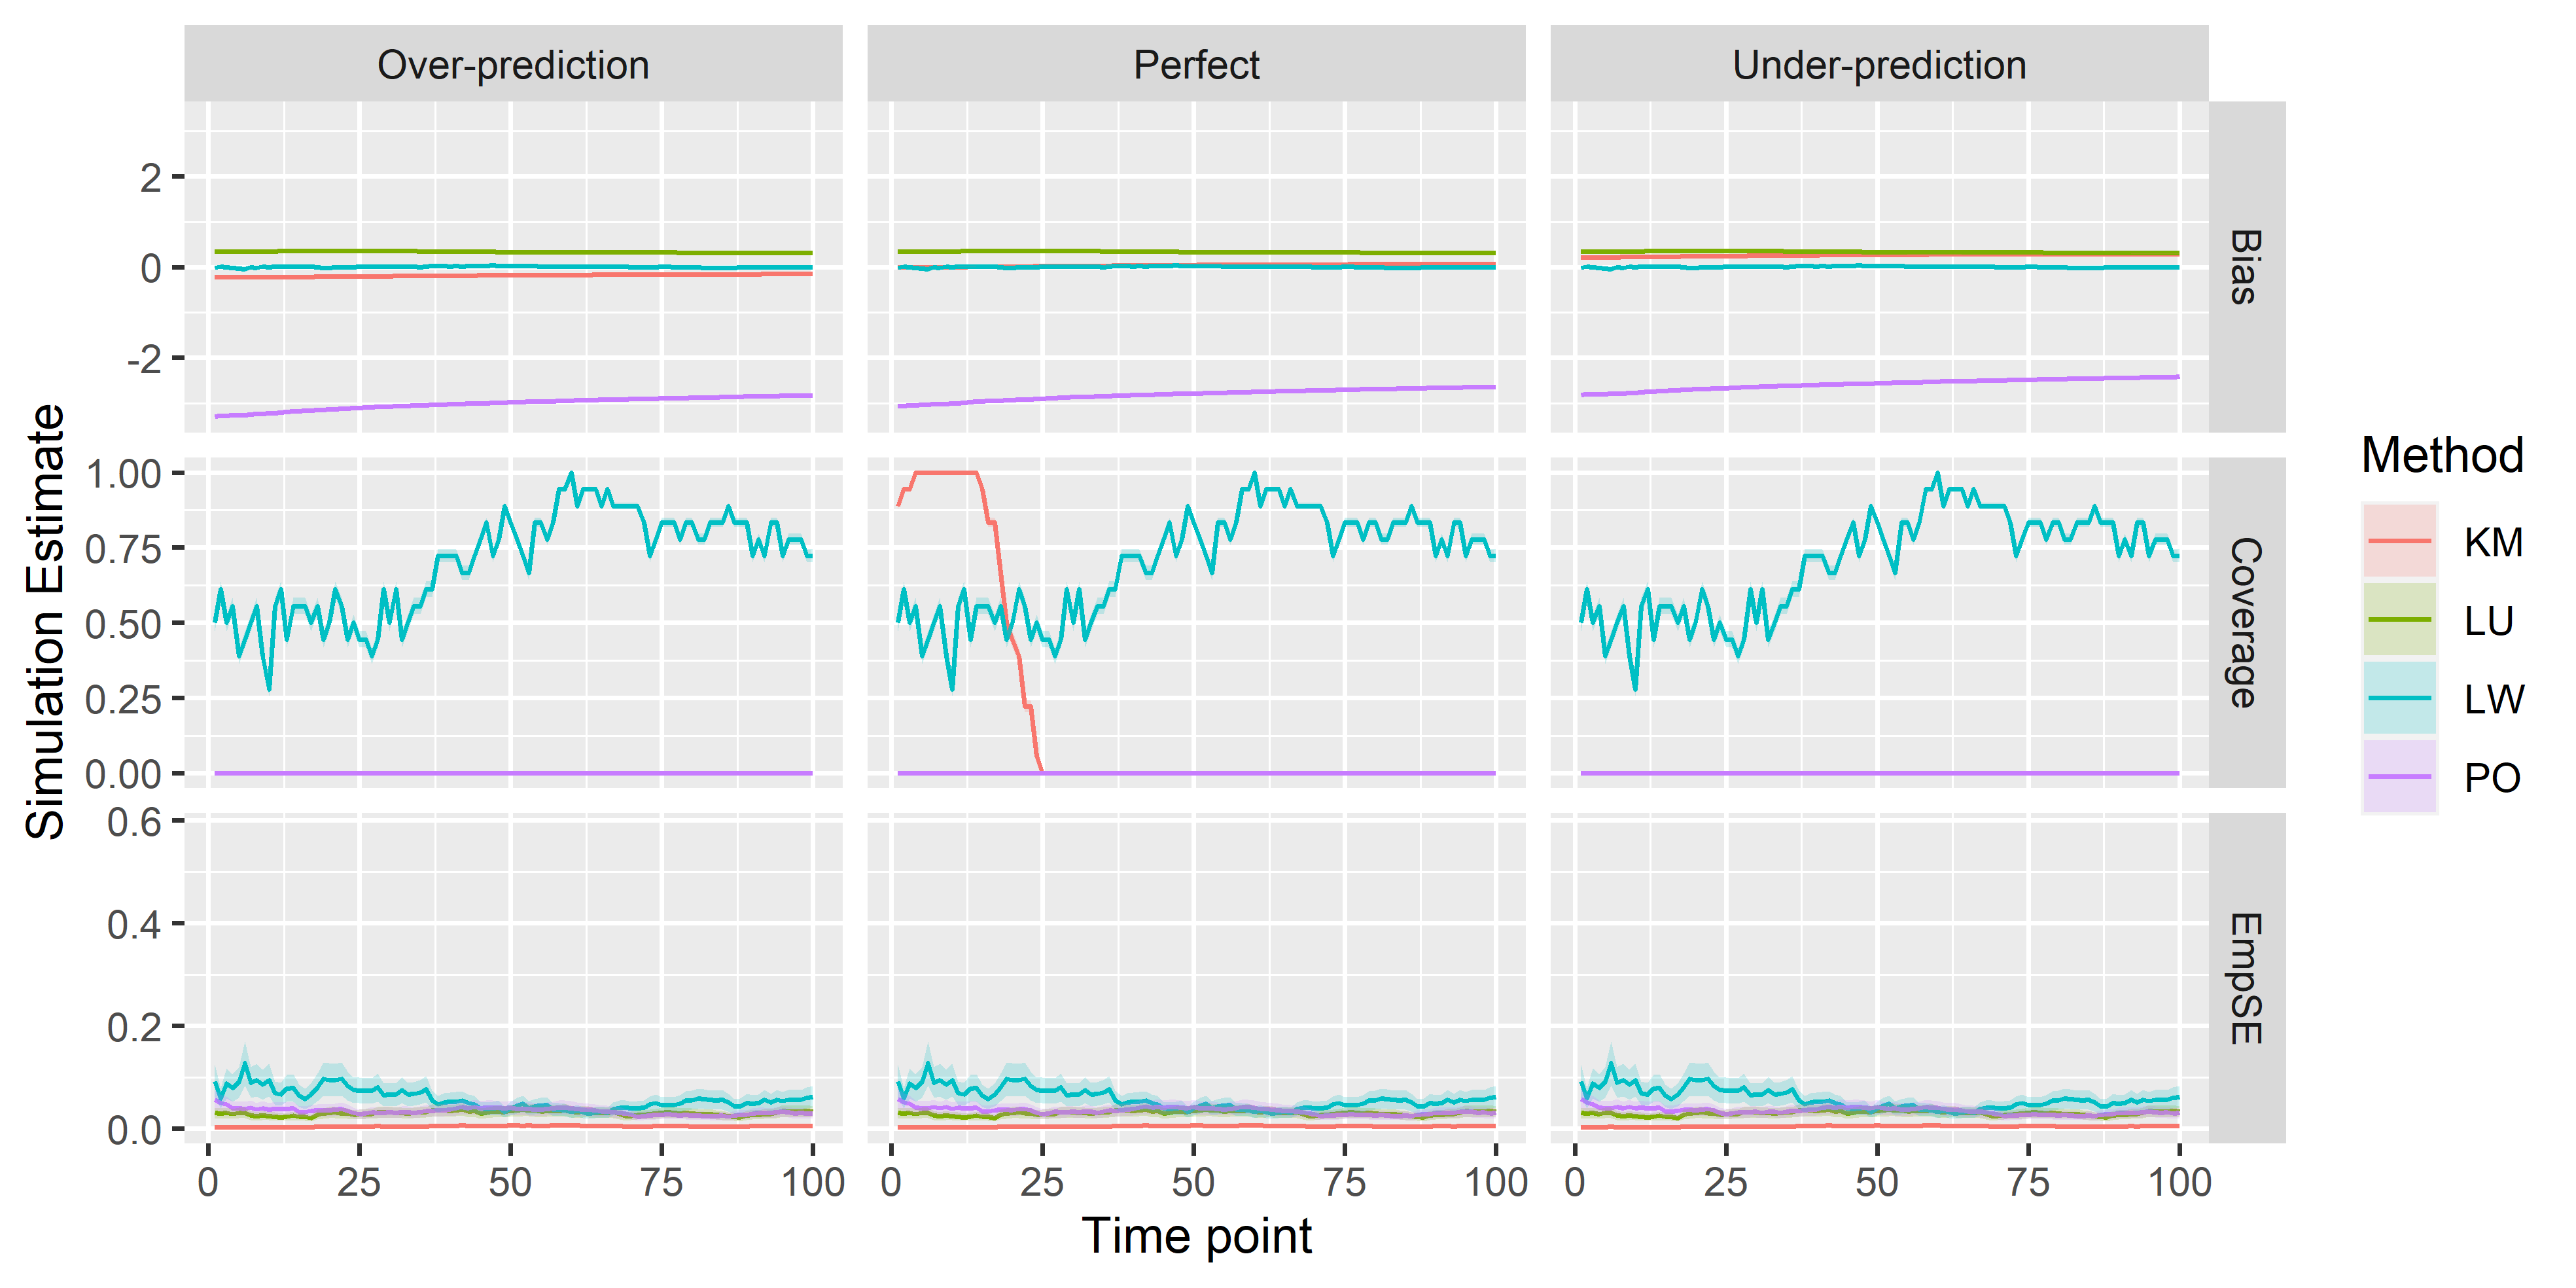 Over-prediction Perfect Under-prediction
2
0
-2
Bias
1.00
0.75
0.50
0.25
0.00
Coverage
0.6
0.4
0.2
0.0
EmpSE
0 25 50 75 100 0 25 50 75 100 0 25 50 75 100
Time point
Simulation Estimate
Method
KM
LU
LW
PO